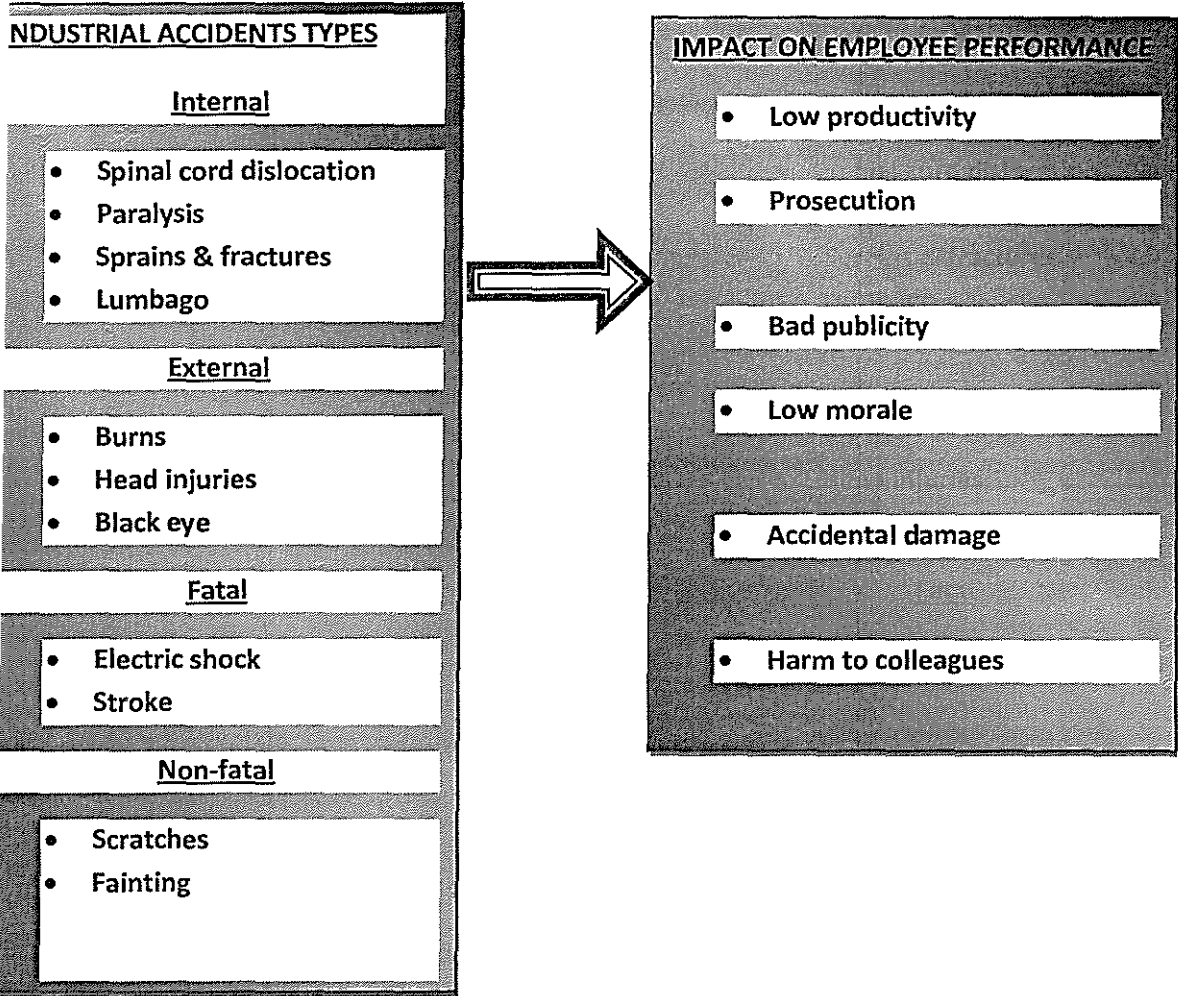 NDUSTRIAL ACCIDENTS TYPES
Internal
• Spinal cord dislocation
• Paralysis
• Sprains & fractures
• Lumbago
External
• Burns
• Head injuries
• Black eye
Fatal
• Electric shock
• Stroke
Non-fatal
• Scratches
• Fainting
IMPACT ON EMPLOYEE PERFORMANCE
• Low productivity
• Prosecution
• Bad publicity
• Low morale
• Accidental damage
• Harm to colleagues